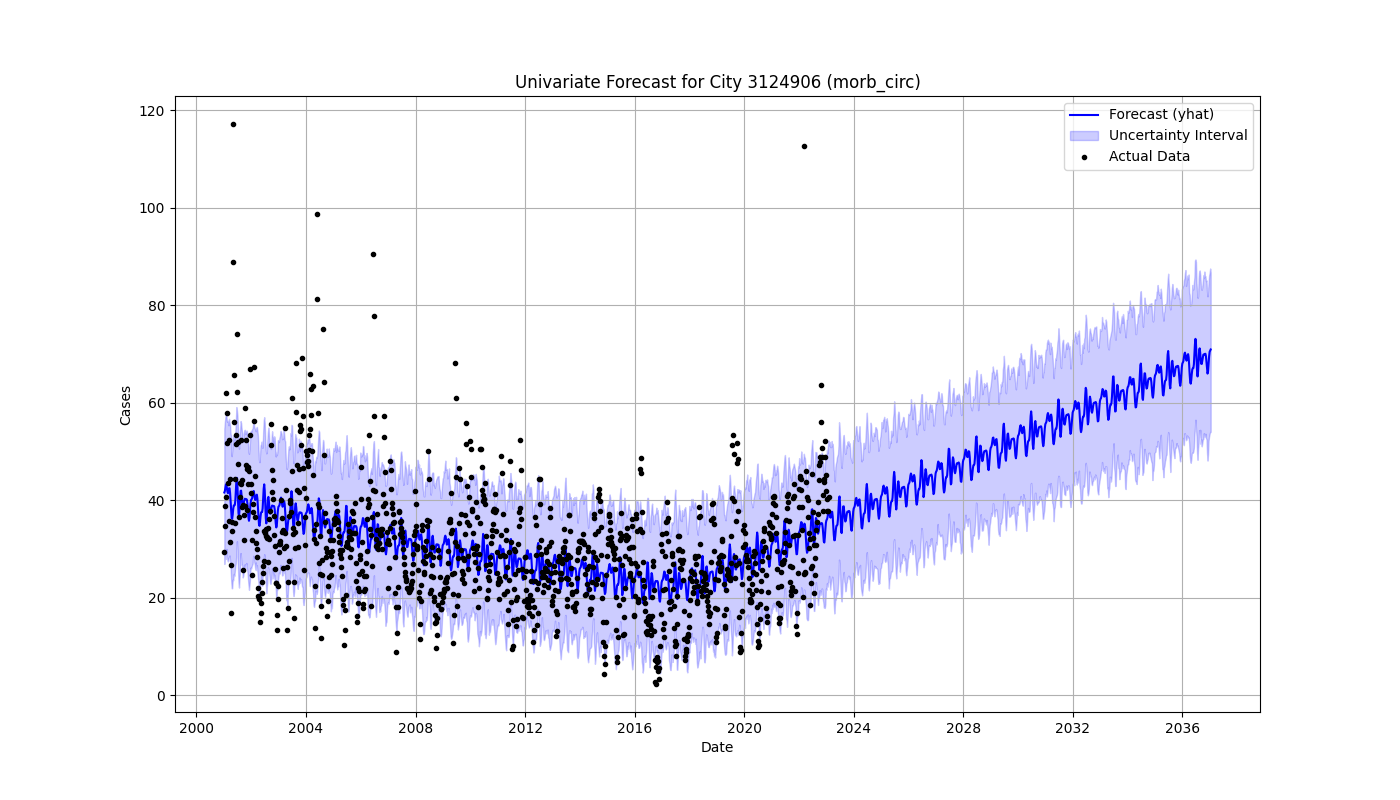 Univariate Forecast for City 3124906 (morb_circ)
120
100
80
60
40
20
0
Cases
Forecast (yhat)
Uncertainty Interval
Actual Data
2000 2004 2008 2012 2016 2020 2024 2028 2032 2036
Date